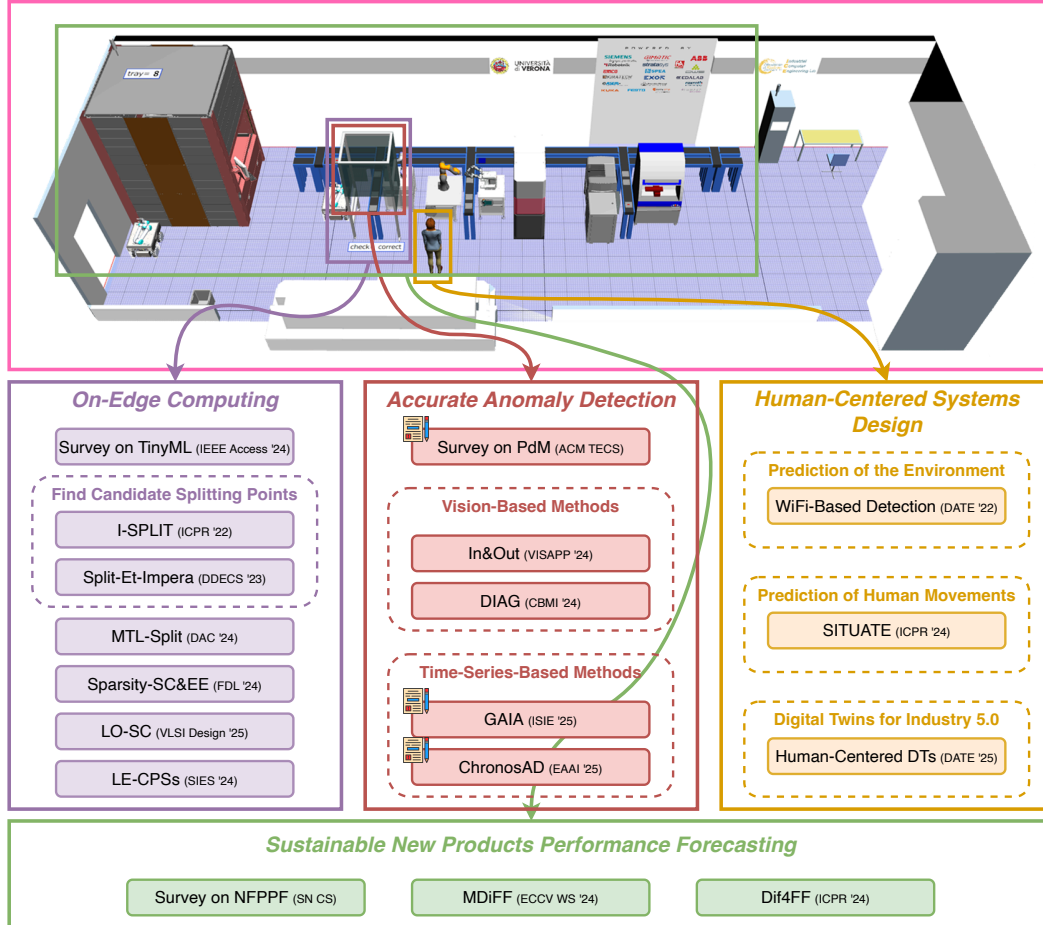 POWERED BY
SIEMENS
ABB
UNIVERSITÀ
di VERONA
Industrial
Computer
Engineering Lab
tray= 8
check correct
On-Edge Computing
Survey on TinyML (IEEE Access '24)
Find Candidate Splitting Points
I-SPLIT (ICPR '22)
Split-Et-Impera (DDECS '23)
MTL-Split (DAC '24)
Sparsity-SC&EE (FDL '24)
LO-SC (VLSI Design '25)
LE-CPSs (SIES '24)
Accurate Anomaly Detection
Survey on PdM (ACM TECS)
Vision-Based Methods
In&Out (VISAPP '24)
DIAG (CBMI '24)
Time-Series-Based Methods
GAIA (ISIE '25)
ChronosAD (EAAI '25)
Human-Centered Systems
Design
Prediction of the Environment
WiFi-Based Detection (DATE '22)
Prediction of Human Movements
SITUATE (ICPR '24)
Digital Twins for Industry 5.0
Human-Centered DTs (DATE '25)
Sustainable New Products Performance Forecasting
Survey on NFPPF (SN CS)
MDiFF (ECCV WS '24)
Dif4FF (ICPR '24)